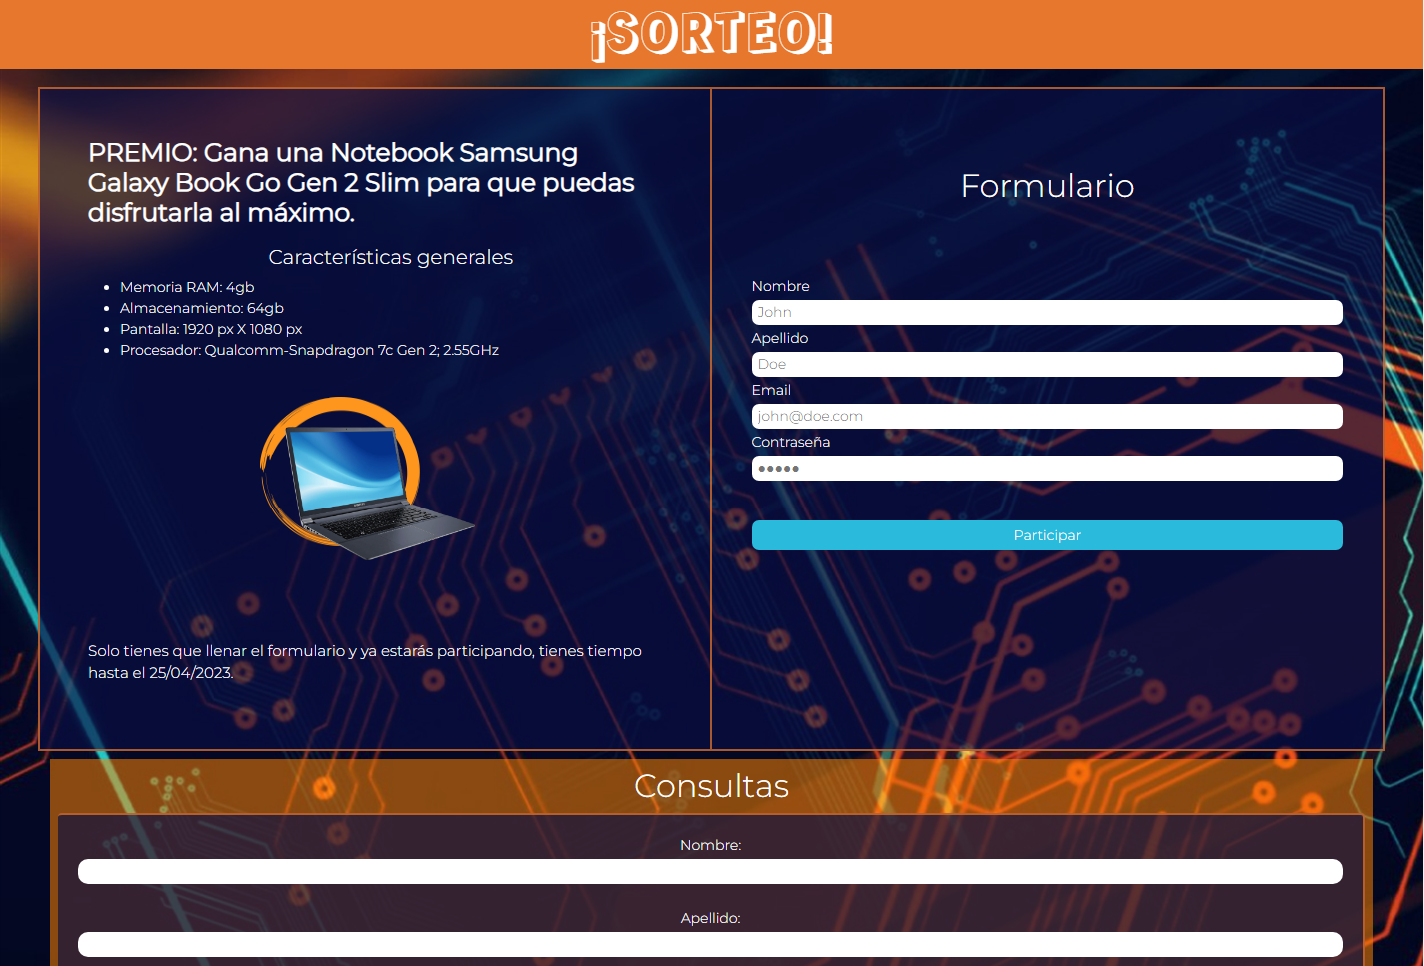 ¡SORTEO!
PREMIO: Gana una Notebook Samsung
Galaxy Book Go Gen 2 Slim para que puedas
disfrutarla al máximo.
Características generales
Memoria RAM: 4gb
Almacenamiento: 64gb
Pantalla: 1920 px X 1080 px
Procesador: Qualcomm-Snapdragon 7c Gen 2; 2.55GHz
Solo tienes que llenar el formulario y ya estarás participando, tienes tiempo
hasta el 25/04/2023.
Formulario
Nombre
John
Apellido
Doe
Email
john@doe.com
Contraseña
•••••
Participar
Consultas
Nombre:
Apellido: